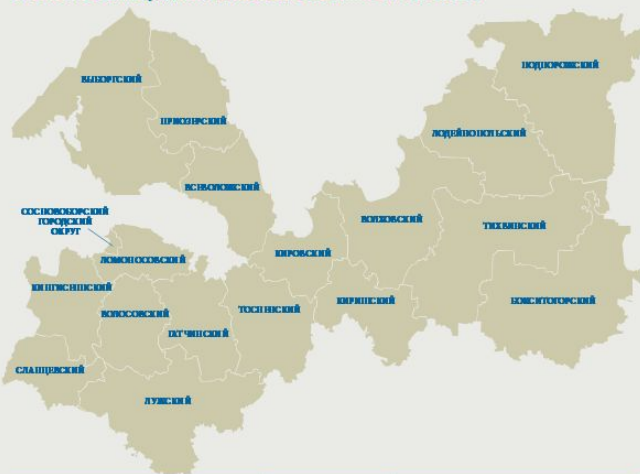 ВЫБОРГСКИЙ
ПОДПОРОЖСКИЙ
ПРИОЗЕРСКИЙ
ЛОДЕЙНОПОЛЬСКИЙ
ВСЕВОЛОЖСКИЙ
СОСНОВОБОРСКИЙ
ГОРОДСКИЙ
ОКРУГ
ВОЛХОВСКИЙ
ТИХВИНСКИЙ
ЛОМОНОСОВСКИЙ
КИРОВСКИЙ
КИНГИСЕППСКИЙ
ВОЛОСОВСКИЙ
ТОСНЕНСКИЙ
КИРИШСКИЙ
БОКСИТОГОРСКИЙ
ГАТЧИНСКИЙ
СЛАНЦЕВСКИЙ
ЛУЖСКИЙ